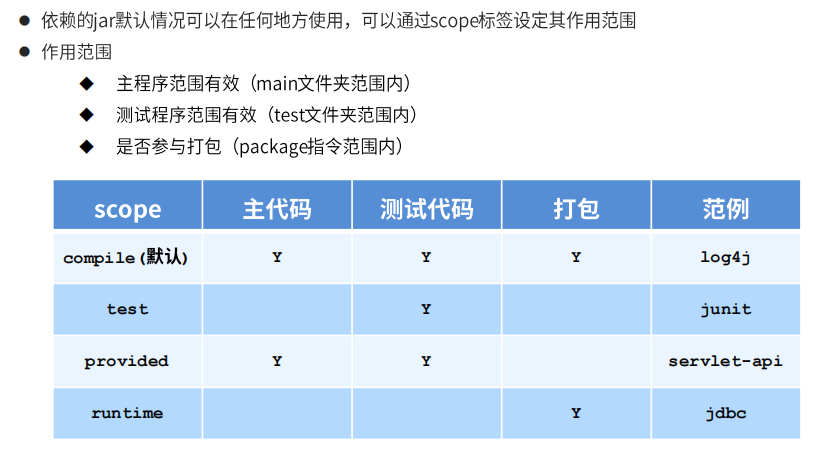 ● 依赖的jar默认情况可以在任何地方使用，可以通过scope标签设定其作用范围
● 作用范围
◆ 主程序范围有效（main文件夹范围内）
◆ 测试程序范围有效（test文件夹范围内）
◆ 是否参与打包（package指令范围内）
scope 主代码 测试代码 打包 范例
compile(默认) Y Y Y log4j
test Y junit
provided Y Y servlet-api
runtime Y jdbc